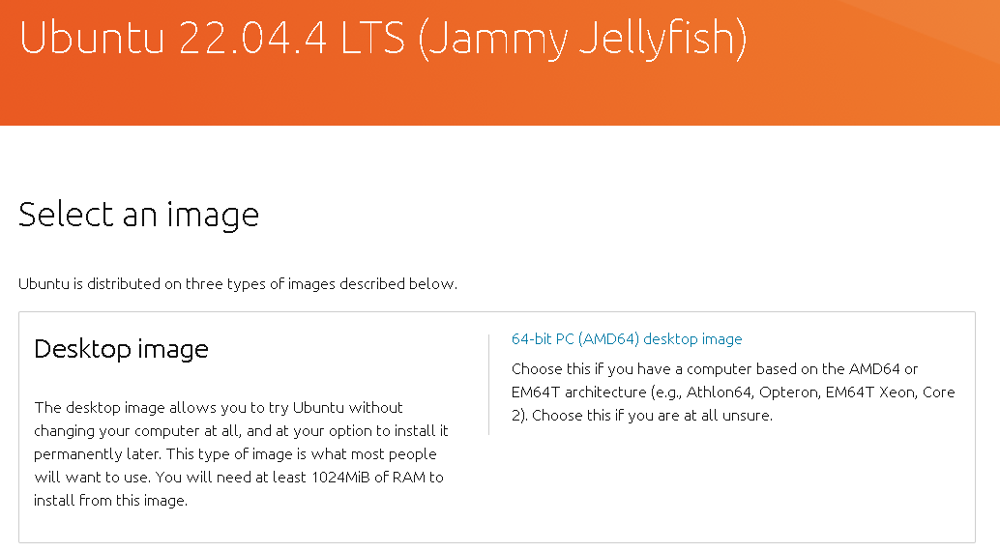 Ubuntu 22.04.4 LTS (Jammy Jellyfish)
Select an image
Ubuntu is distributed on three types of images described below.
Desktop image
The desktop image allows you to try Ubuntu without
changing your computer at all, and at your option to install it
permanently later. This type of image is what most people
will want to use. You will need at least 1024MiB of RAM to
install from this image.
64-bit PC (AMD64) desktop image
Choose this if you have a computer based on the AMD64 or
EM64T architecture (e.g., Athlon64, Opteron, EM64T Xeon, Core
2). Choose this if you are at all unsure.